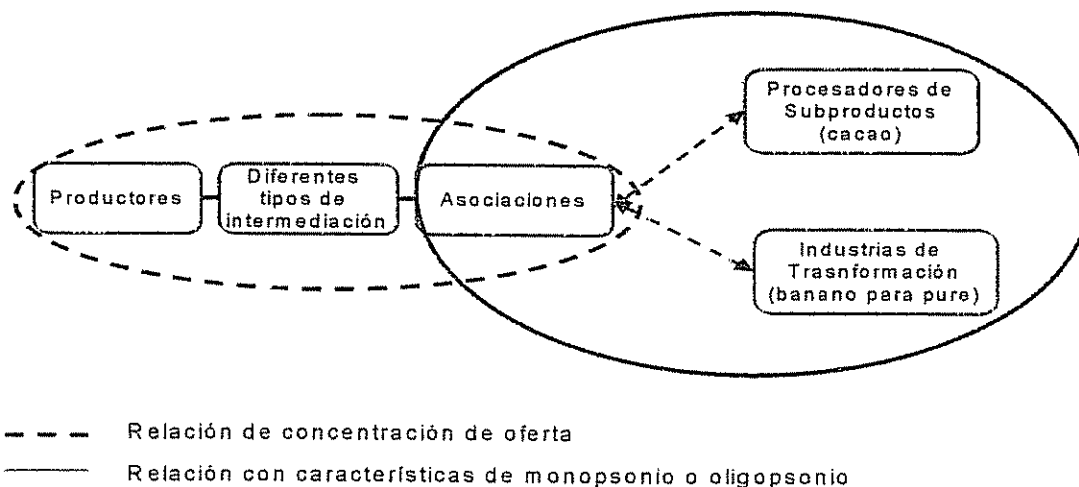 Procesadores de
Subproductos
(cacao)
Productores
Diferentes
tipos de
intermediación
Asociaciones
Industrias de
Trasnformación
(banano para pure)
Relación de concentración de oferta
Relación con características de monopsonio o oligopsonio